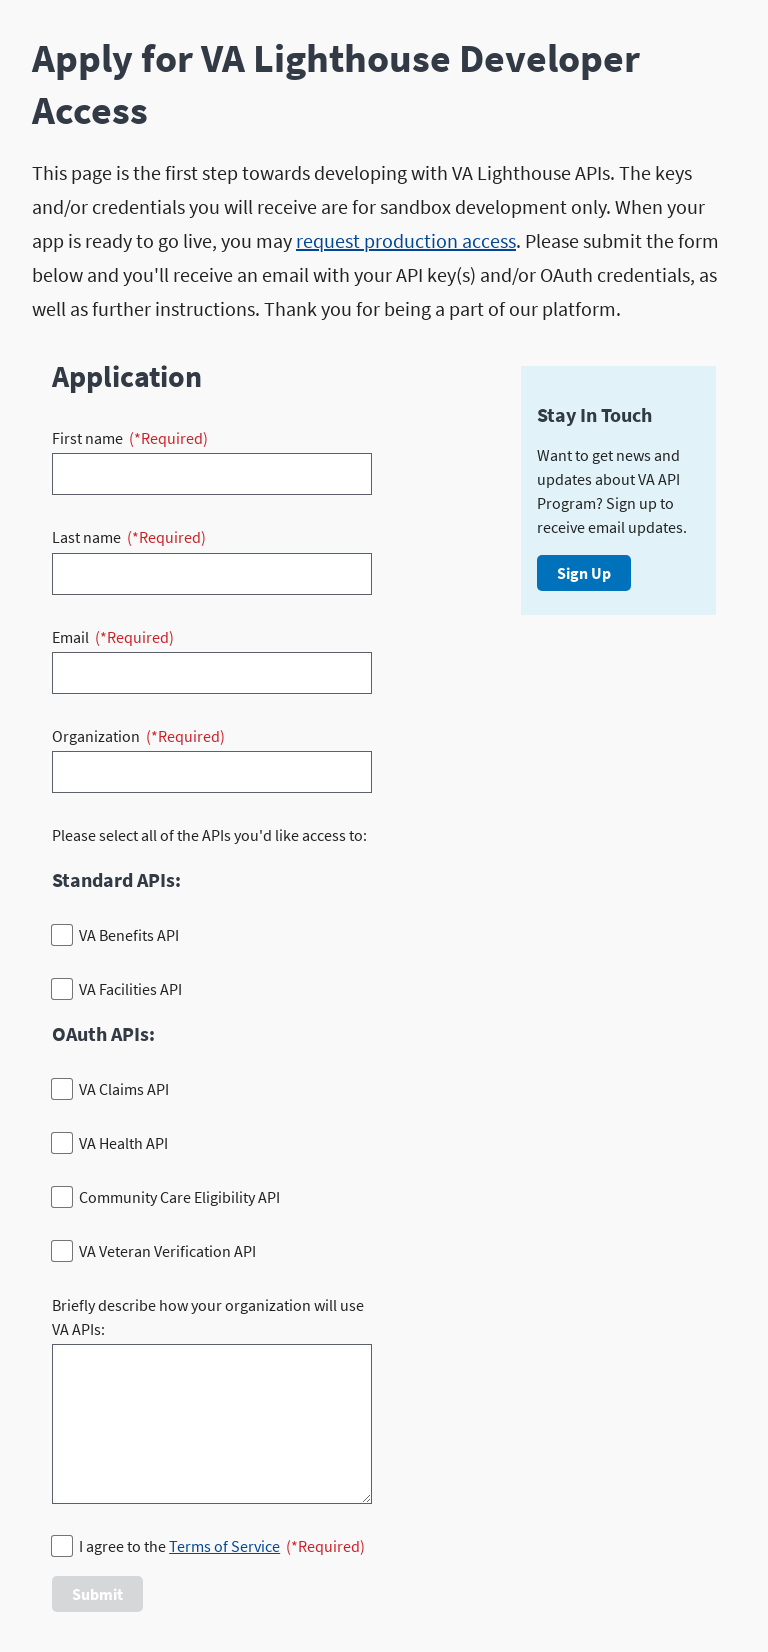 Apply for VA Lighthouse Developer
Access
This page is the first step towards developing with VA Lighthouse APIs. The keys
and/or credentials you will receive are for sandbox development only. When your
app is ready to go live, you may request production access. Please submit the form
below and you'll receive an email with your API key(s) and/or OAuth credentials, as
well as further instructions. Thank you for being a part of our platform.
Application
First name (*Required)
Last name (*Required)
Email (*Required)
Organization (*Required)
Please select all of the APIs you'd like access to:
Standard APIs:
VA Benefits API
VA Facilities API
OAuth APIs:
VA Claims API
VA Health API
Community Care Eligibility API
VA Veteran Verification API
Briefly describe how your organization will use
VA APIs:
I agree to the Terms of Service (*Required)
Submit
Stay In Touch
Want to get news and
updates about VA API
Program? Sign up to
receive email updates.
Sign Up